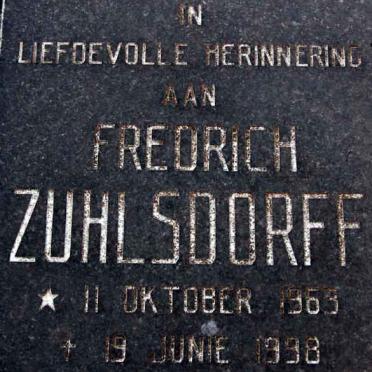 IN
LIEFDEVOLLE HERINNERING
AAN
FREDRICH
ZUHLSDORFF
★ 11 OKTOBER 1963
+ 19 JUNIE 1998